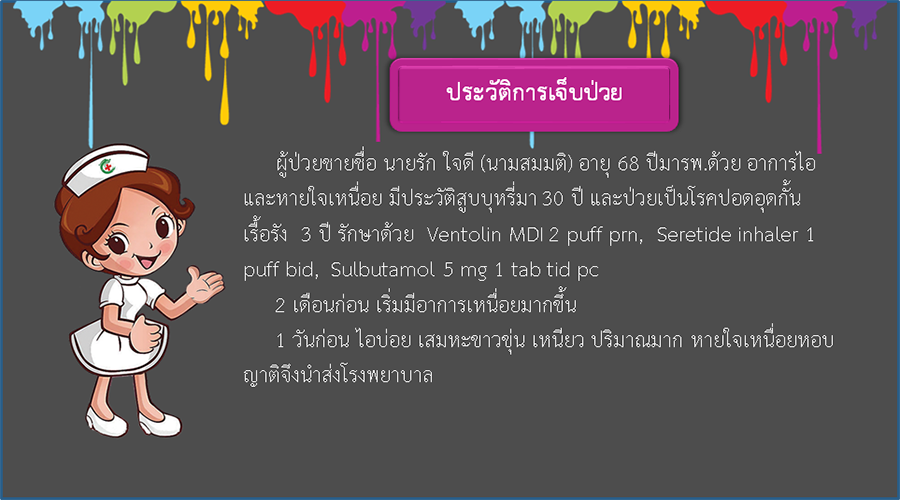 ประวัติการเจ็บป่วย
ผู้ป่วยชายชื่อ นายรัก ใจดี (นามสมมติ) อายุ 68 ปีมารพ.ด้วย อาการไอ
และหายใจเหนื่อย มีประวัติสูบบุหรี่มา 30 ปี และป่วยเป็นโรคปอดอุดกั้น
เรื้อรัง 3 ปี รักษาด้วย Ventolin MDI 2 puff prn, Seretide inhaler 1
puff bid, Sulbutamol 5 mg 1 tab tid pc
2 เดือนก่อน เริ่มมีอาการเหนื่อยมากขึ้น
1 วันก่อน ไอบ่อย เสมหะขาวขุ่น เหนียว ปริมาณมาก หายใจเหนื่อยหอบ
ญาติจึงนำส่งโรงพยาบาล